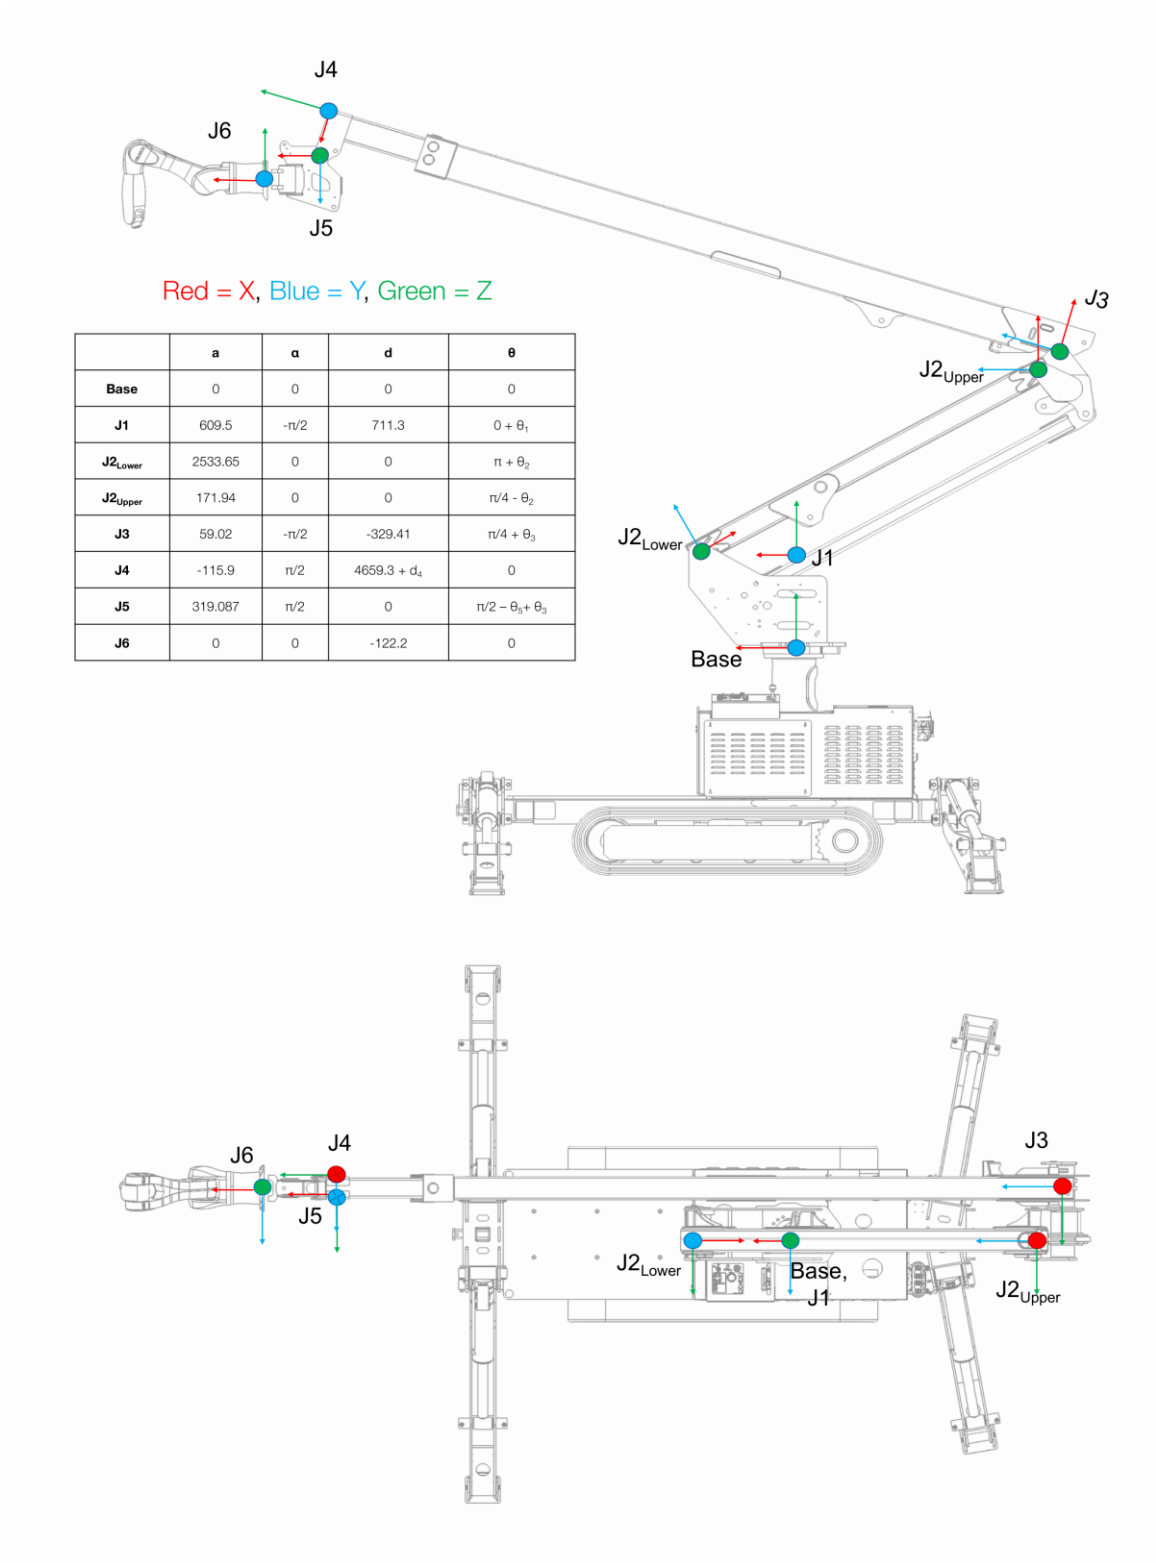 J4
J6
J5
Red = X, Blue = Y, Green = Z
J3
J2Upper
a α d θ
Base 0 0 0 0
J1 609.5 -π/2 711.3 0 + θ1
J2Lower 2533.65 0 0 π + θ2
J2Upper 171.94 0 0 π/4 - θ2
J3 59.02 -π/2 -329.41 π/4 + θ3
J4 -115.9 π/2 4659.3 + d4 0
J5 319.087 π/2 0 π/2 – θ5+ θ3
J6 0 0 -122.2 0
J2Lower
J1
Base
J4
J6
J3
J5
J2Lower
Base,
J1
J2Upper